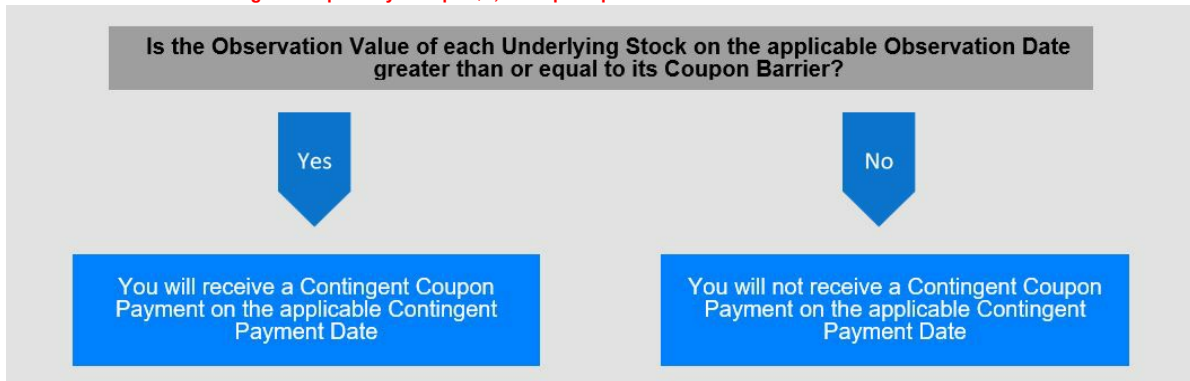 Is the Observation Value of each Underlying Stock on the applicable Observation Date
greater than or equal to its Coupon Barrier?
Yes
No
You will receive a Contingent Coupon
Payment on the applicable Contingent
Payment Date
You will not receive a Contingent Coupon
Payment on the applicable Contingent
Payment Date